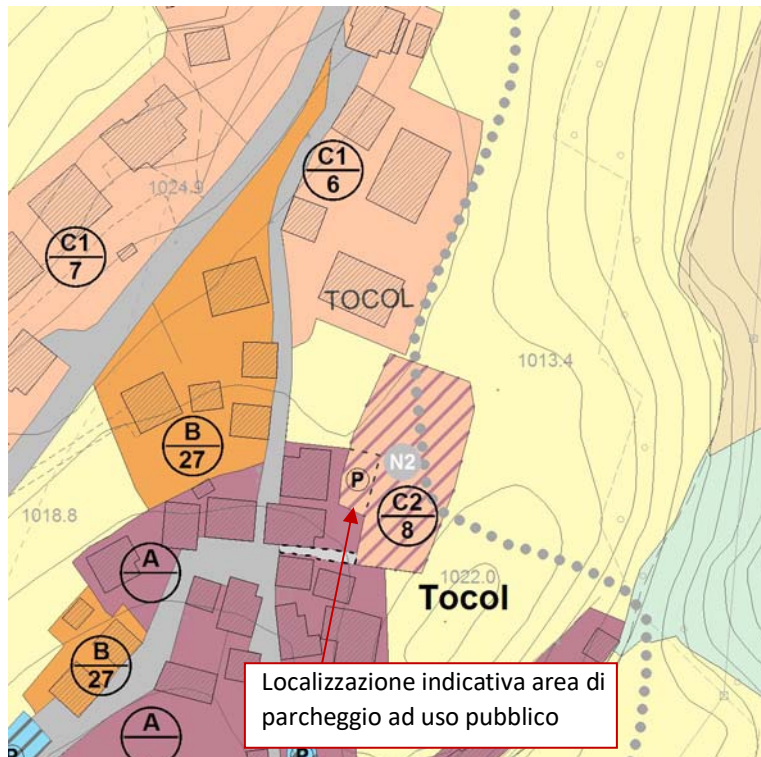 C1
6
1024.9
C1
7
TOCOL
1013.4
B
27
N2
P
C2
8
1018.8
A
1022.0
Tocol
B
27
Localizzazione indicativa area di
parcheggio ad uso pubblico
A
P
P